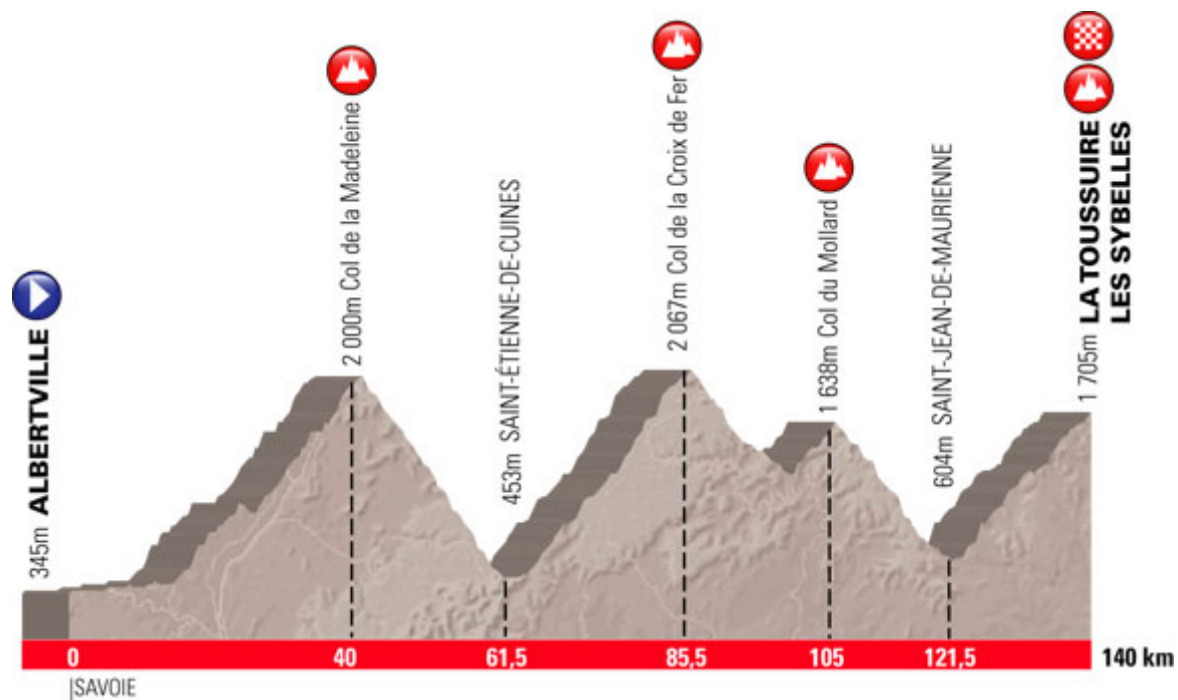 345m ALBERTVILLE
2 000m Col de la Madeleine
453m SAINT-ÉTIENNE-DE-CUINES
2 067m Col de la Croix de Fer
1 638m Col du Mollard
604m SAINT-JEAN-DE-MAURIENNE
1 705m LA TOUSSUIRE
LES SYBELLES
0 40 61,5 85,5 105 121,5 140 km
|SAVOIE